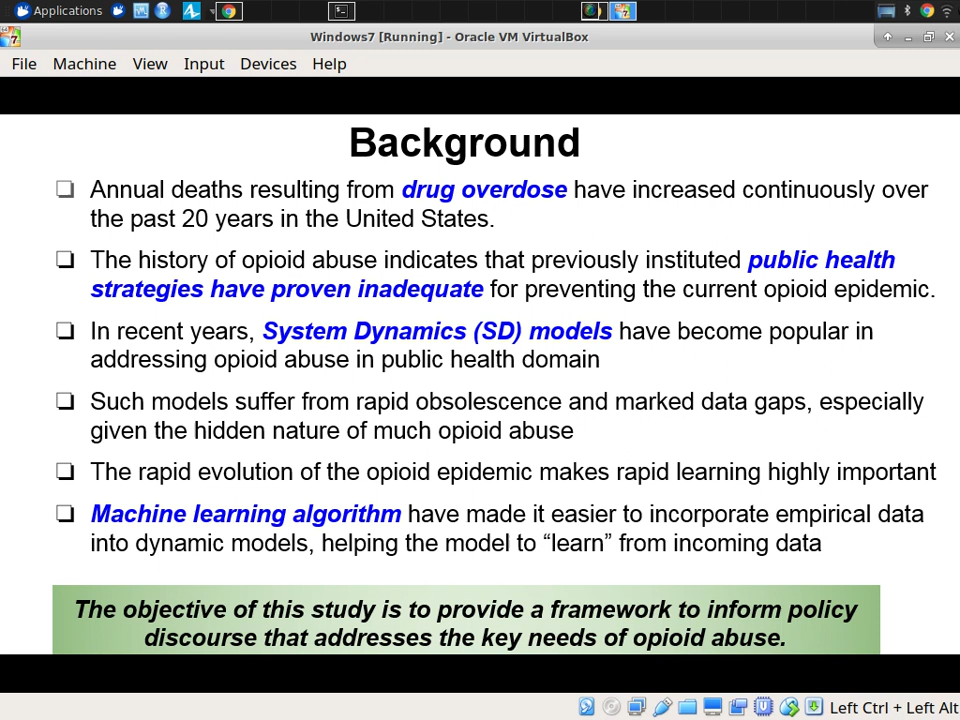 Applications
Windows7 [Running] - Oracle VM VirtualBox
File Machine View Input Devices Help
Background
❑ Annual deaths resulting from drug overdose have increased continuously over
the past 20 years in the United States.
❑ The history of opioid abuse indicates that previously instituted public health
strategies have proven inadequate for preventing the current opioid epidemic.
❑ In recent years, System Dynamics (SD) models have become popular in
addressing opioid abuse in public health domain
❑ Such models suffer from rapid obsolescence and marked data gaps, especially
given the hidden nature of much opioid abuse
❑ The rapid evolution of the opioid epidemic makes rapid learning highly important
❑ Machine learning algorithm have made it easier to incorporate empirical data
into dynamic models, helping the model to “learn” from incoming data
The objective of this study is to provide a framework to inform policy
discourse that addresses the key needs of opioid abuse.
Left Ctrl + Left Alt